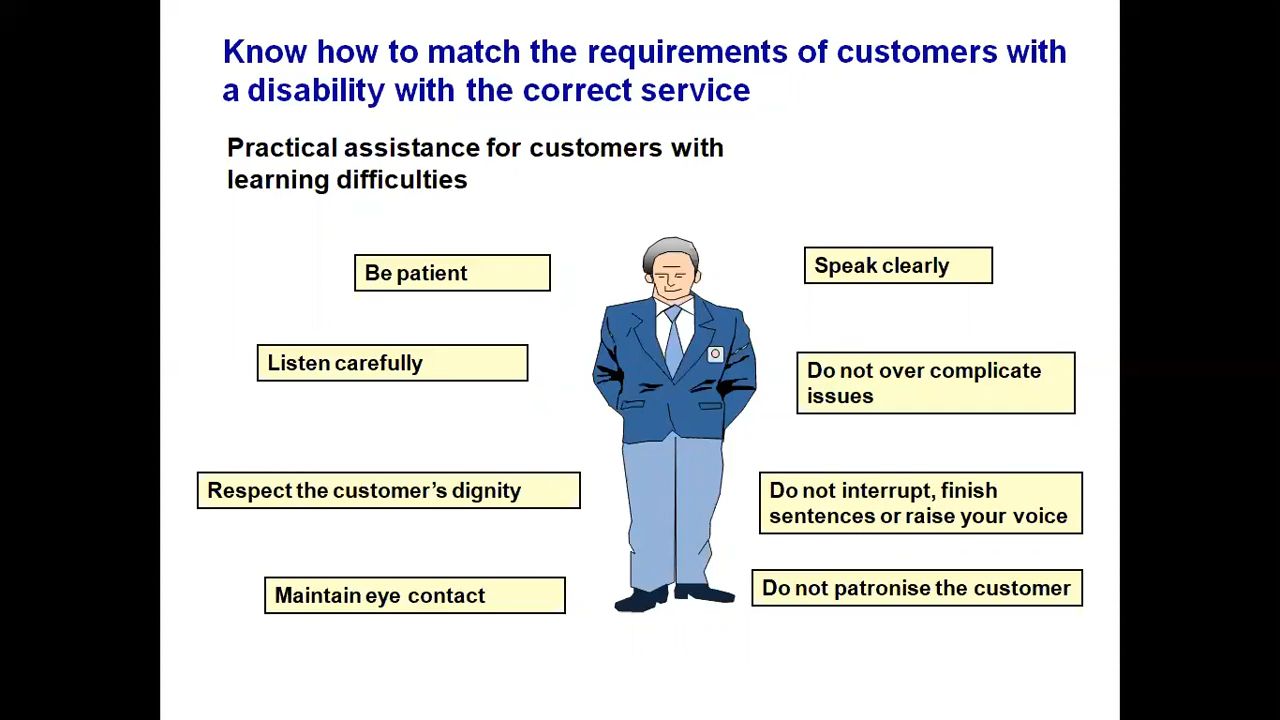 Know how to match the requirements of customers with
a disability with the correct service
Practical assistance for customers with
learning difficulties
Be patient
Speak clearly
Listen carefully
Do not over complicate
issues
Respect the customer’s dignity
Do not interrupt, finish
sentences or raise your voice
Maintain eye contact
Do not patronise the customer